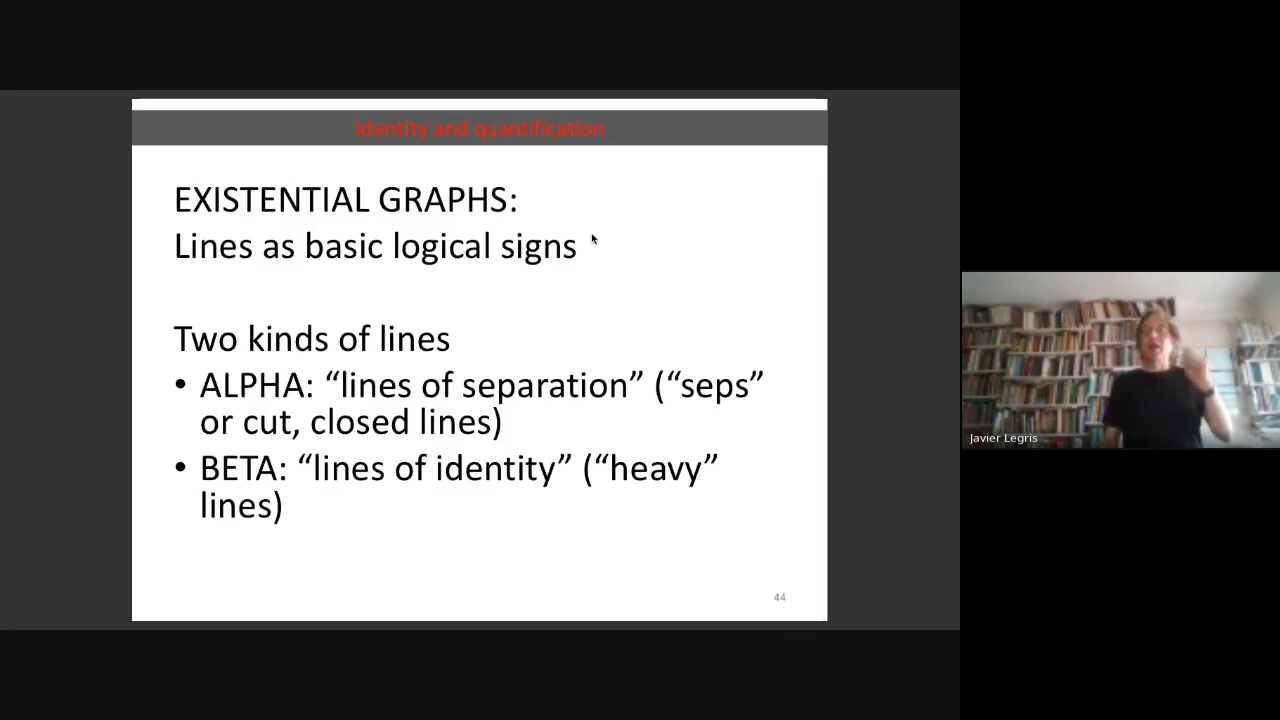 Identity and quantification
EXISTENTIAL GRAPHS:
Lines as basic logical signs
Two kinds of lines
• ALPHA: “lines of separation” (“seps”
or cut, closed lines)
• BETA: “lines of identity” (“heavy”
lines)
44
Javier Legris